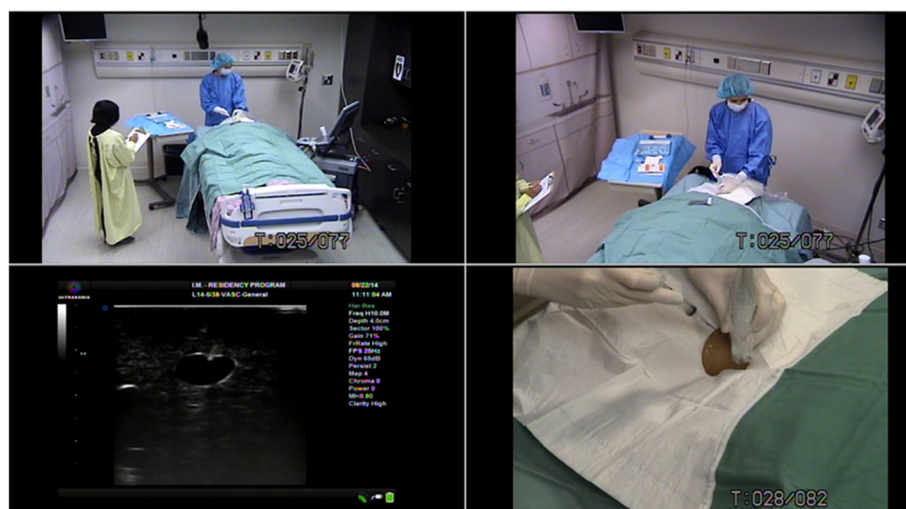 T:025/077
T:025/077
ULTRASONIX
I.M. - RESIDENCY PROGRAM
08/22/14
L14-5/38-VASC-General
11:11:04 AM
Har-Res
Freq H10.0M
Depth 4.0cm
Sector 100%
Gain 71%
FrRate High
FPS 25Hz
Dyn 65dB
Persist 2
Map 4
Chroma 0
Power 0
MI<0.80
Clarity High
T:028/082